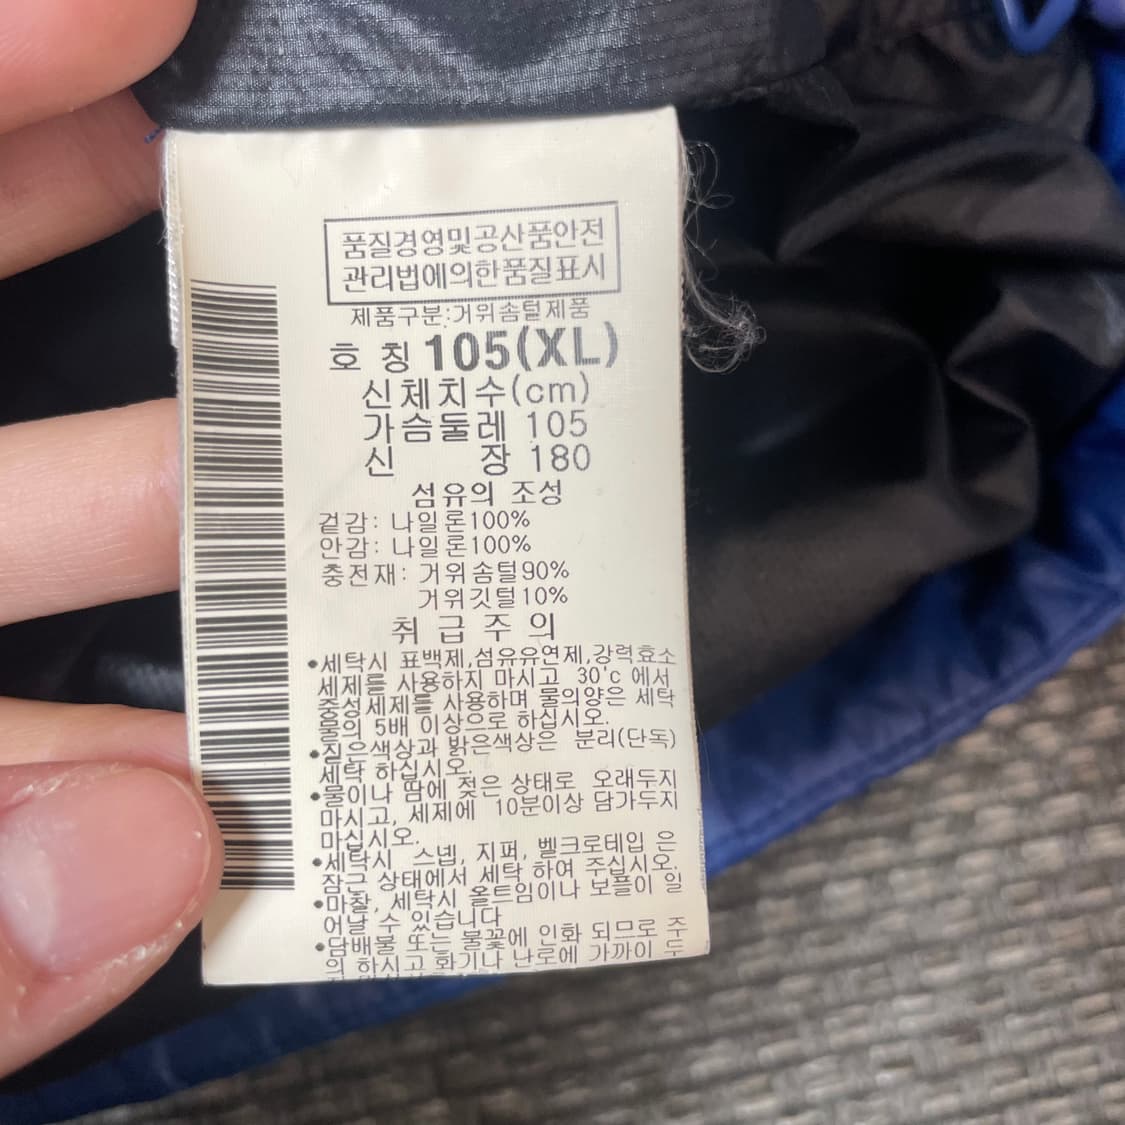 품질경영및공산품안전
관리법에의한품질표시
제품구분:거위솜털제품
호 칭 105(XL)
신체치수(cm)
가슴둘레 105
신 장 180
섬유의 조성
겉감: 나일론100%
안감: 나일론100%
충전재: 거위솜털90%
거위깃털10%
취 급 주 의
•세탁시 표백제,섬유유연제,강력효소
세제를 사용하지 마시고 30'c 에서
중성세제를 사용하며 물의양은 세탁
물의 5배 이상으로 하십시오.
•짙은색상과 밝은색상은 분리(단독)
세탁 하십시오.
•물이나 땀에 젖은 상태로 오래두지
마시고, 세제에 10분이상 담가두지
마십시오.
•세탁시 스넵, 지퍼, 벨크로테입 은
잠근 상태에서 세탁 하여 주십시오.
•마찰, 세탁시 올트임이나 보플이 일
어날 수 있습니다
•담배불 또는 불꽃에 인화 되므로 주
의 하시고 화기나 난로에 가까이 두